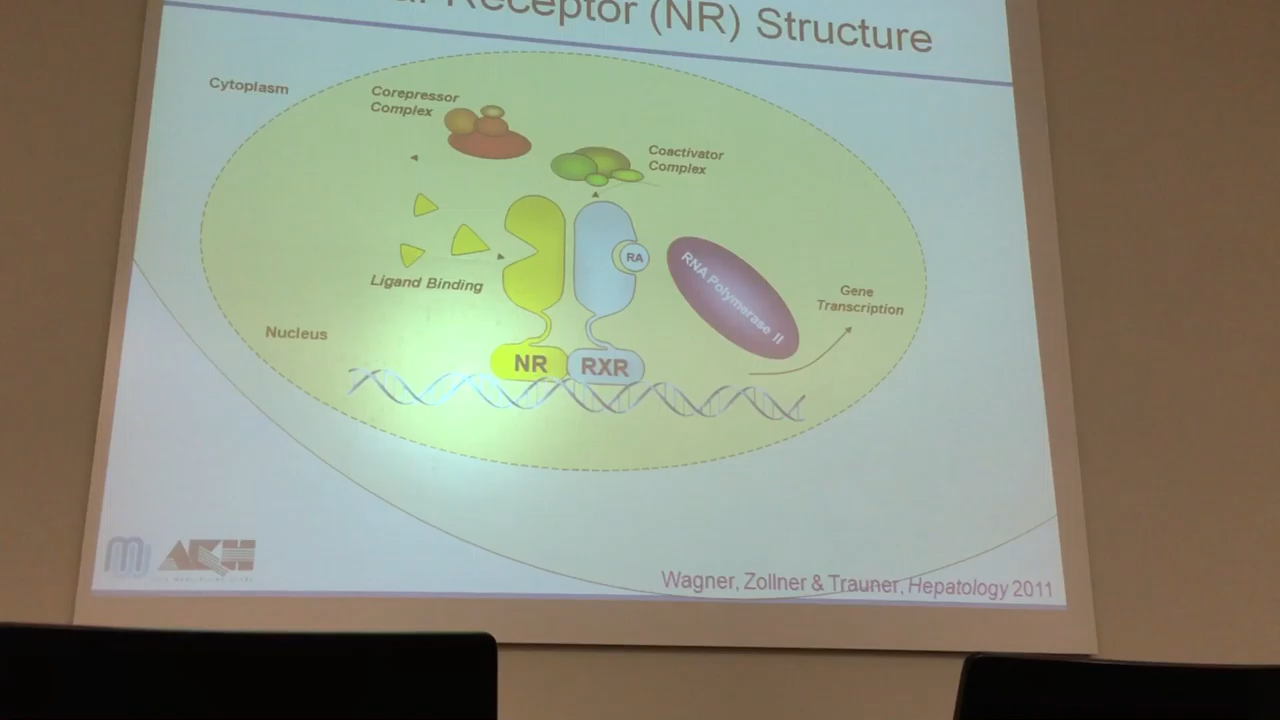 Receptor (NR) Structure
Cytoplasm
Corepressor
Complex
Coactivator
Complex
RA
RNA Polymerase II
Ligand Binding
Gene
Transcription
Nucleus
NR
RXR
AKH
Wagner, Zollner & Trauner, Hepatology 2011